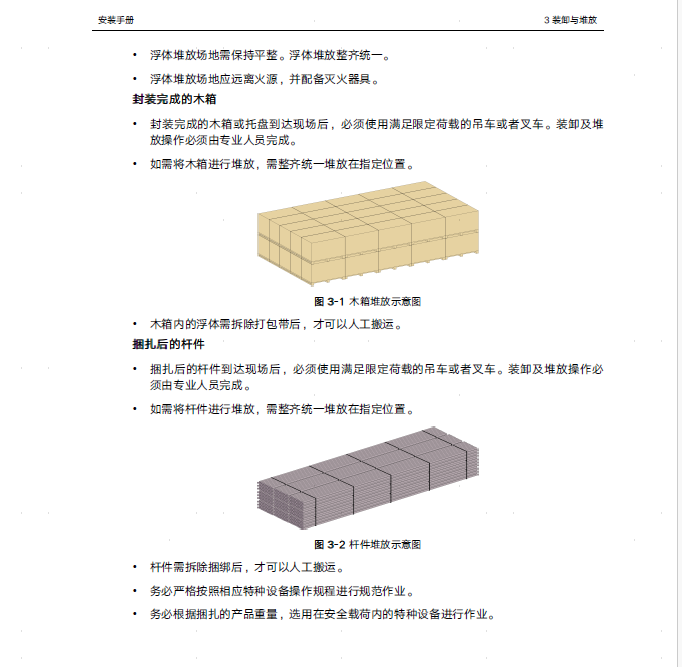 安装手册
3 装卸与堆放
• 浮体堆放场地需保持平整。浮体堆放整齐统一。
• 浮体堆放场地应远离火源，并配备灭火器具。
封装完成的木箱
• 封装完成的木箱或托盘到达现场后，必须使用满足限定荷载的吊车或者叉车。装卸及堆
放操作必须由专业人员完成。
• 如需将木箱进行堆放，需整齐统一堆放在指定位置。
图 3-1 木箱堆放示意图
• 木箱内的浮体需拆除打包带后，才可以人工搬运。
捆扎后的杆件
• 捆扎后的杆件到达现场后，必须使用满足限定荷载的吊车或者叉车。装卸及堆放操作必
须由专业人员完成。
• 如需将杆件进行堆放，需整齐统一堆放在指定位置。
图 3-2 杆件堆放示意图
• 杆件需拆除捆绑后，才可以人工搬运。
• 务必严格按照相应特种设备操作规程进行规范作业。
• 务必根据捆扎的产品重量，选用在安全载荷内的特种设备进行作业。